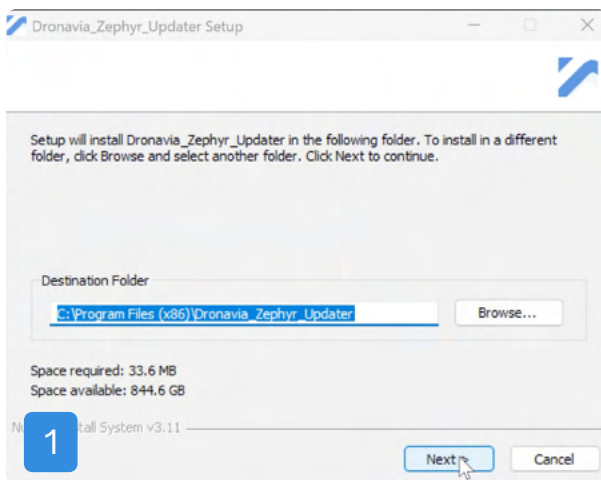 Dronavia_Zephyr_Updater Setup
Setup will install Dronavia_Zephyr_Updater in the following folder. To install in a different
folder, click Browse and select another folder. Click Next to continue.
Destination Folder
C:\Program Files (x86)\Dronavia_Zephyr_Updater
Browse...
Space required: 33.6 MB
Space available: 844.6 GB
System v3.11
1
Next >
Cancel